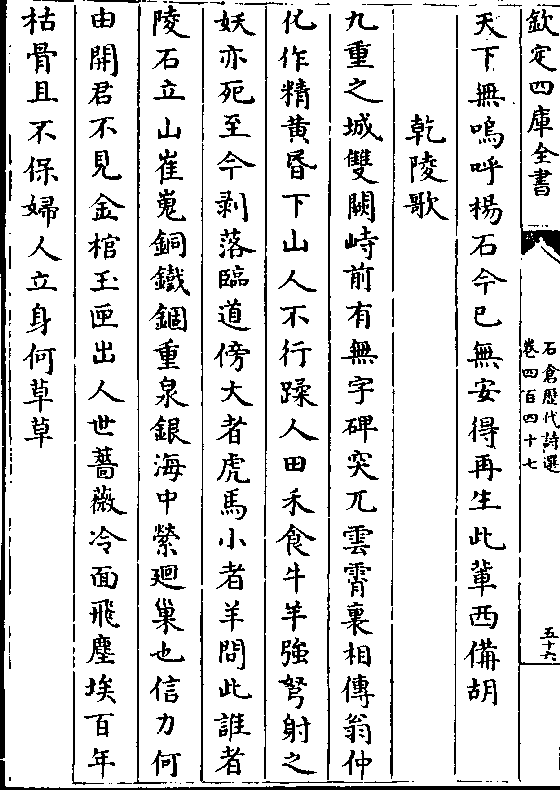 欽定四庫全書
石倉歴代詩選
卷四百四十七
五十六
天下無嗚呼楊石今已無安得再生此輩西備胡
乾陵歌
九重之城雙闕峙前有無字碑突兀雲霄裏相傳翁仲
化作精黄昏下山人不行蹂人田禾食牛羊強弩射之
妖亦死至今剥落臨道傍大者虎馬小者羊問此誰者
陵石立山崔嵬銅鐵錮重泉銀海中縈廻巢也信力何
由開君不見金棺玉匣出人世薔薇冷面飛塵埃百年
枯骨且不保婦人立身何草草